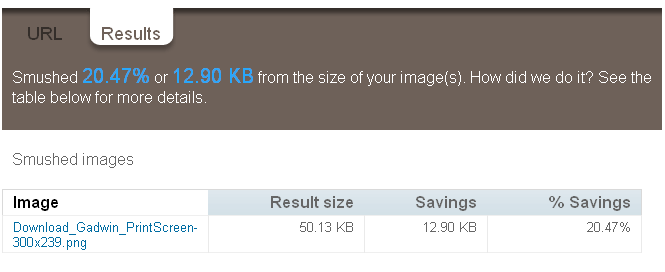 URL Results
Smushed 20.47% or 12.90 KB from the size of your image(s). How did we do it? See the
table below for more details.
Smushed images
Image Result size Savings % Savings
Download_Gadwin_PrintScreen- 50.13 KB 12.90 KB 20.47%
300x239.png